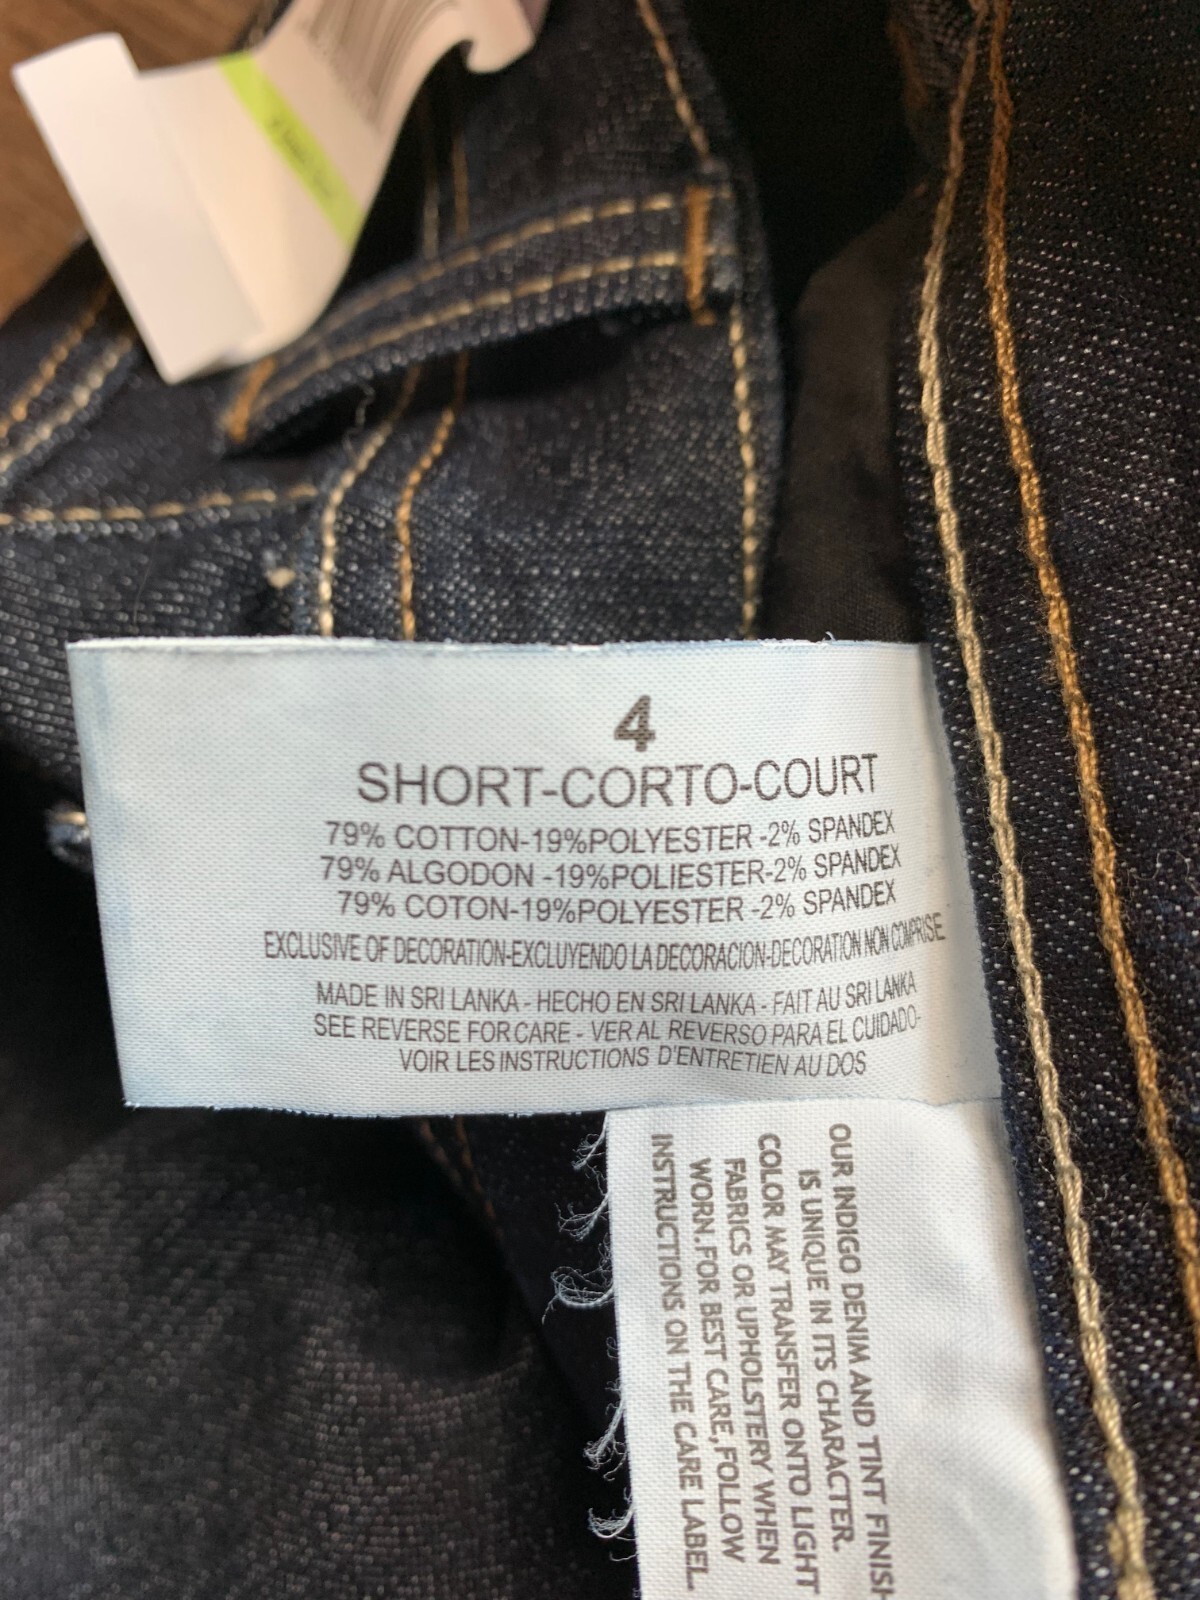 4
SHORT-CORTO-COURT
79% COTTON-19%POLYESTER -2% SPANDEX
79% ALGODON -19%POLIESTER-2% SPANDEX
79% COTON-19%POLYESTER -2% SPANDEX
EXCLUSIVE OF DECORATION-EXCLUYENDO LA DECORACION-DECORATION NON COMPRISE
MADE IN SRI LANKA - HECHO EN SRI LANKA - FAIT AU SRI LANKA
SEE REVERSE FOR CARE - VER AL REVERSO PARA EL CUIDADO-
VOIR LES INSTRUCTIONS D'ENTRETIEN AU DOS
OUR INDIGO DENIM AND TINT FINISH
IS UNIQUE IN ITS CHARACTER.
COLOR MAY TRANSFER ONTO LIGHT
FABRICS OR UPHOLSTERY WHEN
WORN.FOR BEST CARE,FOLLOW
INSTRUCTIONS ON THE CARE LABEL.